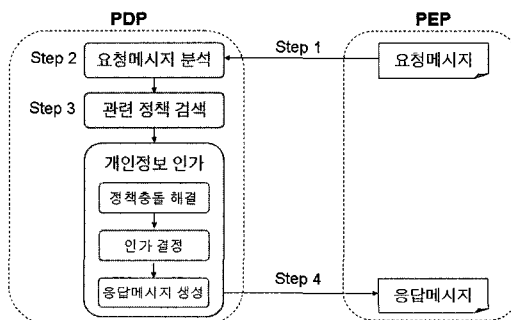 PDP
PEP
Step 1
Step 2
요청메시지 분석
요청메시지
Step 3
관련 정책 검색
개인정보 인가
정책충돌 해결
인가 결정
응답메시지 생성
Step 4
응답메시지